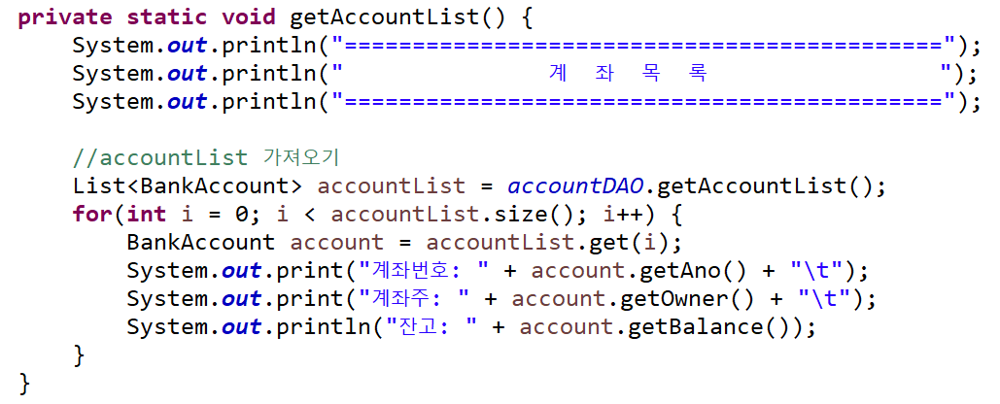 private static void getAccountList() {
    System.out.println("============================================");
    System.out.println("               계  좌  목  록                 ");
    System.out.println("============================================");

    //accountList 가져오기
    List<BankAccount> accountList = accountDAO.getAccountList();
    for(int i = 0; i < accountList.size(); i++) {
        BankAccount account = accountList.get(i);
        System.out.print("계좌번호: " + account.getAno() + "\t");
        System.out.print("계좌주: " + account.getOwner() + "\t");
        System.out.println("잔고: " + account.getBalance());
    }
}